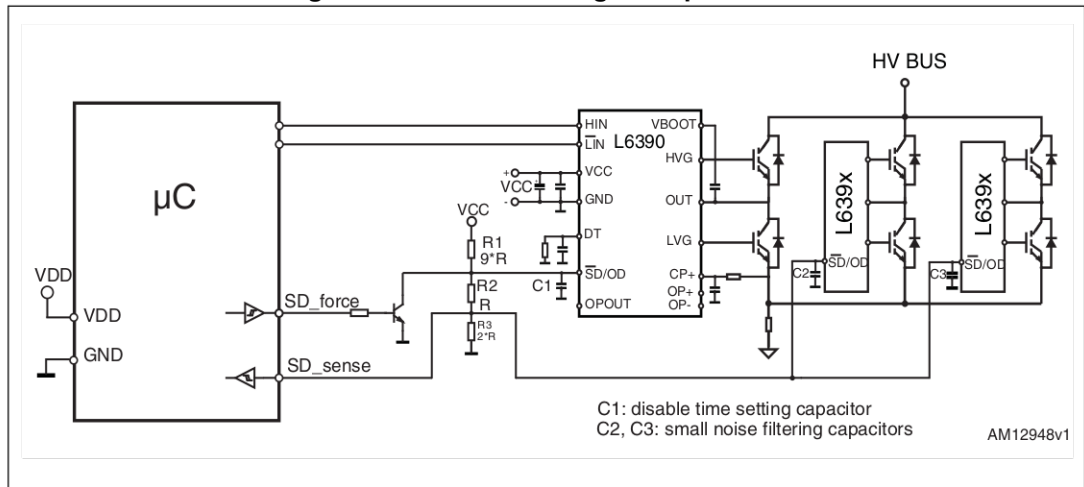 HV BUS
µC
HIN
LIN
L6390
VBOOT
HVG
VCC
VCC
GND
OUT
L639x
L639x
VCC
DT
LVG
R1
9*R
SD/OD
C1
CP+
C2
SD/OD
C3
SD/OD
VDD
R2
R
OPOUT
OP+
OP-
SD_force
VDD
R3
2*R
GND
SD_sense
C1: disable time setting capacitor
C2, C3: small noise filtering capacitors
AM12948v1